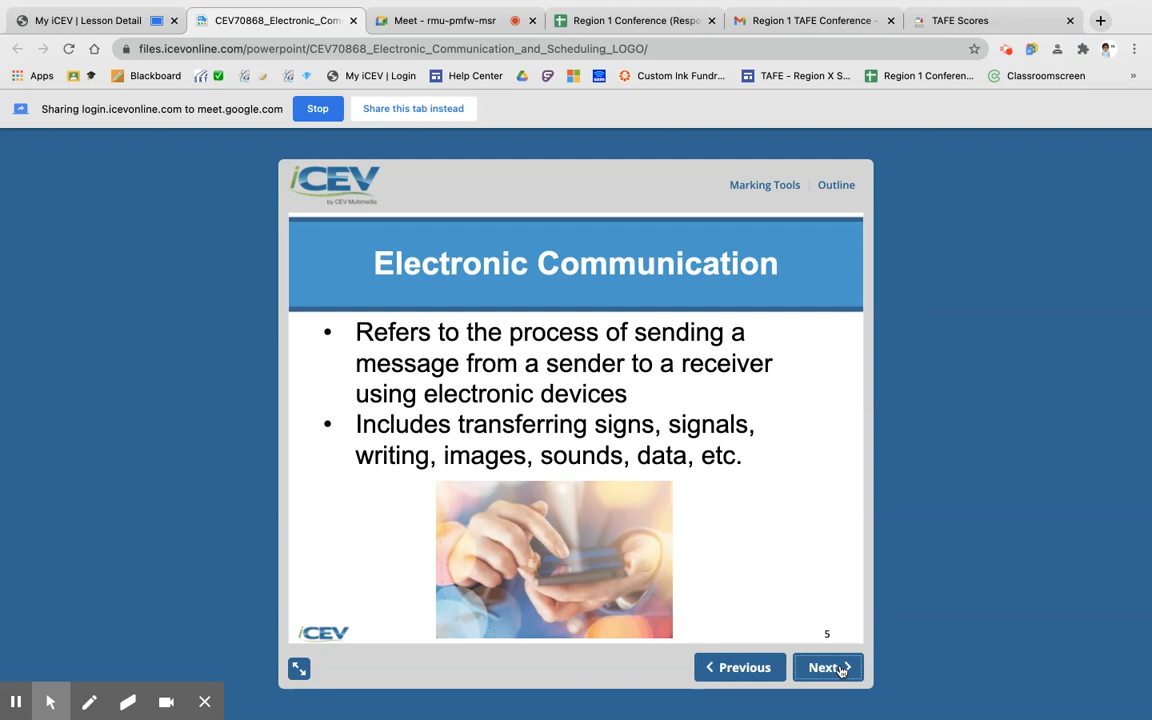 My iCEV | Lesson Detail
CEV70868_Electronic_Com
Meet - rmu-pmfw-msr
Region 1 Conference (Respo
Region 1 TAFE Conference -
TAFE Scores
files.icevonline.com/powerpoint/CEV70868_Electronic_Communication_and_Scheduling_LOGO/
Apps
Blackboard
My iCEV | Login
Help Center
Custom Ink Fundr...
TAFE - Region X S...
Region 1 Conferen...
Classroomscreen
»
Sharing login.icevonline.com to meet.google.com
Stop
Share this tab instead
iCEV
by CEV Multimedia
Marking Tools | Outline
Electronic Communication
• Refers to the process of sending a
message from a sender to a receiver
using electronic devices
• Includes transferring signs, signals,
writing, images, sounds, data, etc.
iCEV
5
Previous
Next